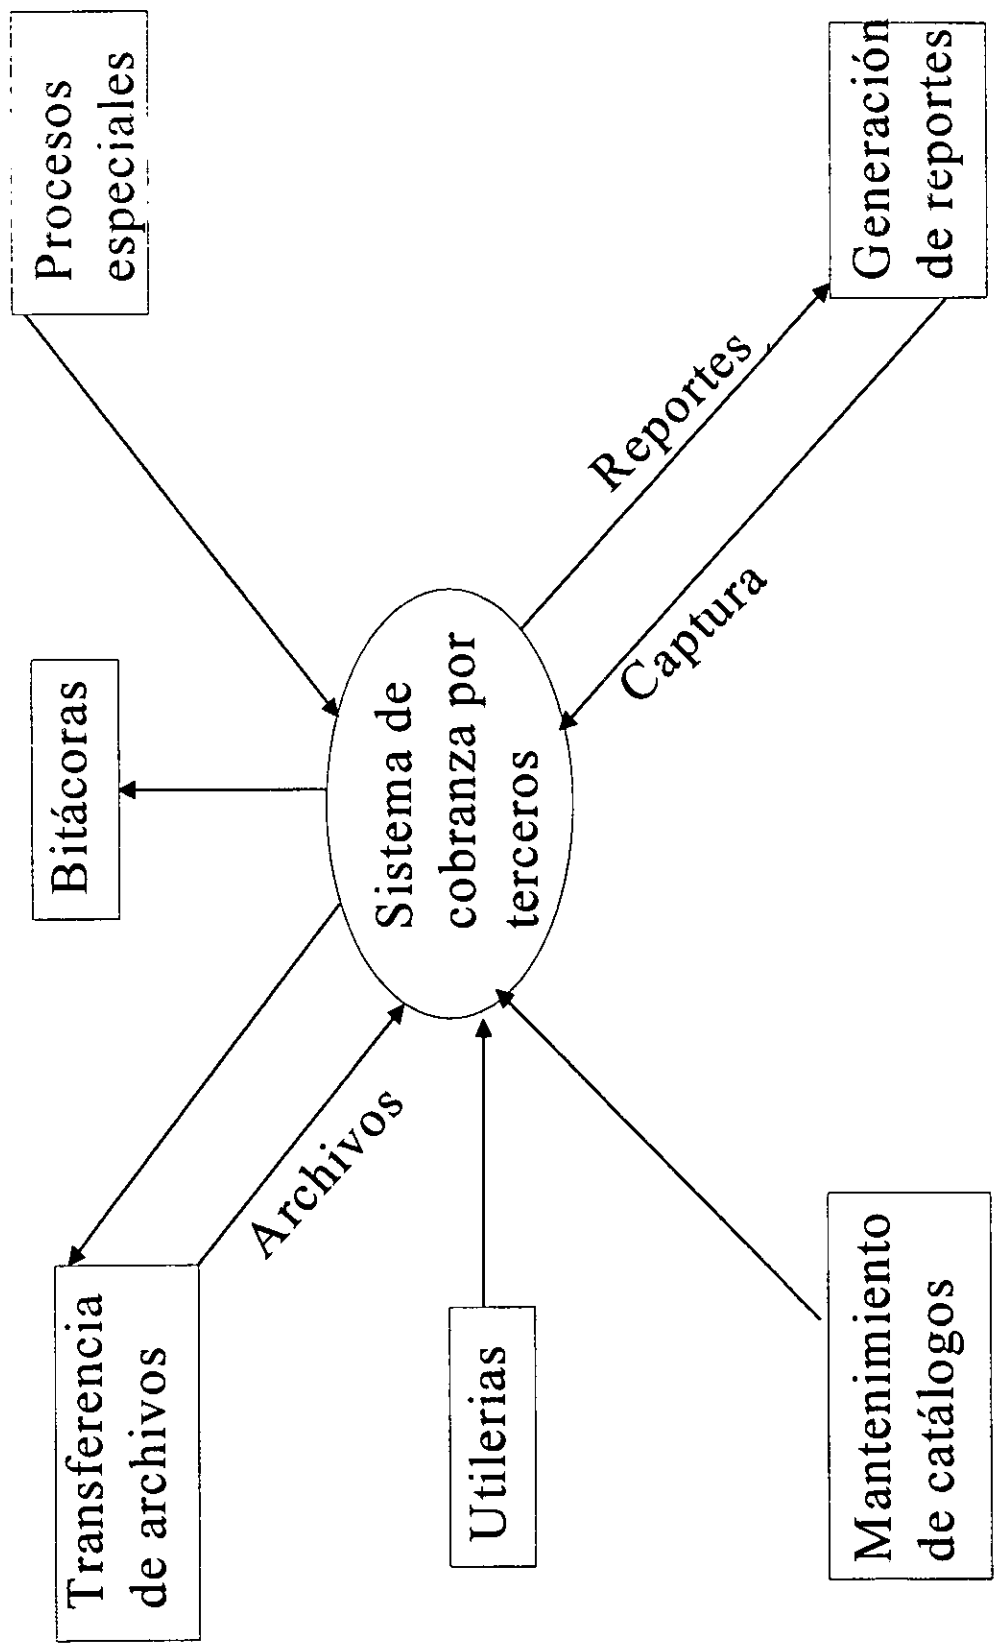 Transferencia
de archivos
Bitácoras
Procesos
especiales
Archivos
Utilerias
Sistema de
cobranza por
terceros
Reportes
Captura
Mantenimiento
de catálogos
Generación
de reportes